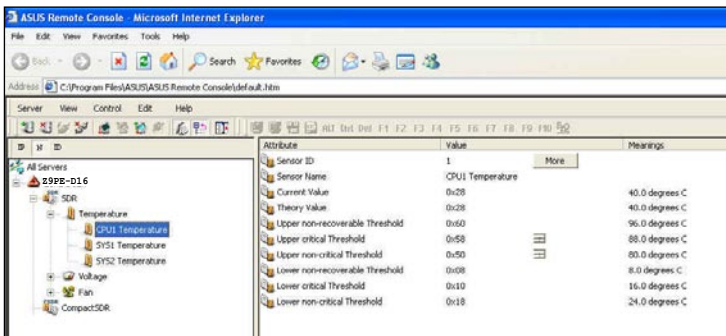 ASUS Remote Console - Microsoft Internet Explorer
File Edit View Favorites Tools Help
Back Search Favorites
Address C:\Program Files\ASUS\ASUS Remote Console\default.htm
Server View Control Edit Help
ALt Ctrl Del F1 F2 F3 F4 F5 F6 F7 F8 F9 F10
Attribute Value Meanings
All Servers
Sensor ID 1 More
Z9PE-D16
Sensor Name CPU1 Temperature
SDR
Current Value 0x28 40.0 degrees C
Temperature
Theory Value 0x28 40.0 degrees C
CPU1 Temperature
Upper non-recoverable Threshold 0x60 96.0 degrees C
SYS1 Temperature
Upper critical Threshold 0x58 88.0 degrees C
SYS2 Temperature
Upper non-critical Threshold 0x50 80.0 degrees C
Voltage
Lower non-recoverable Threshold 0x08 8.0 degrees C
Fan
Lower critical Threshold 0x10 16.0 degrees C
CompactSDR
Lower non-critical Threshold 0x18 24.0 degrees C